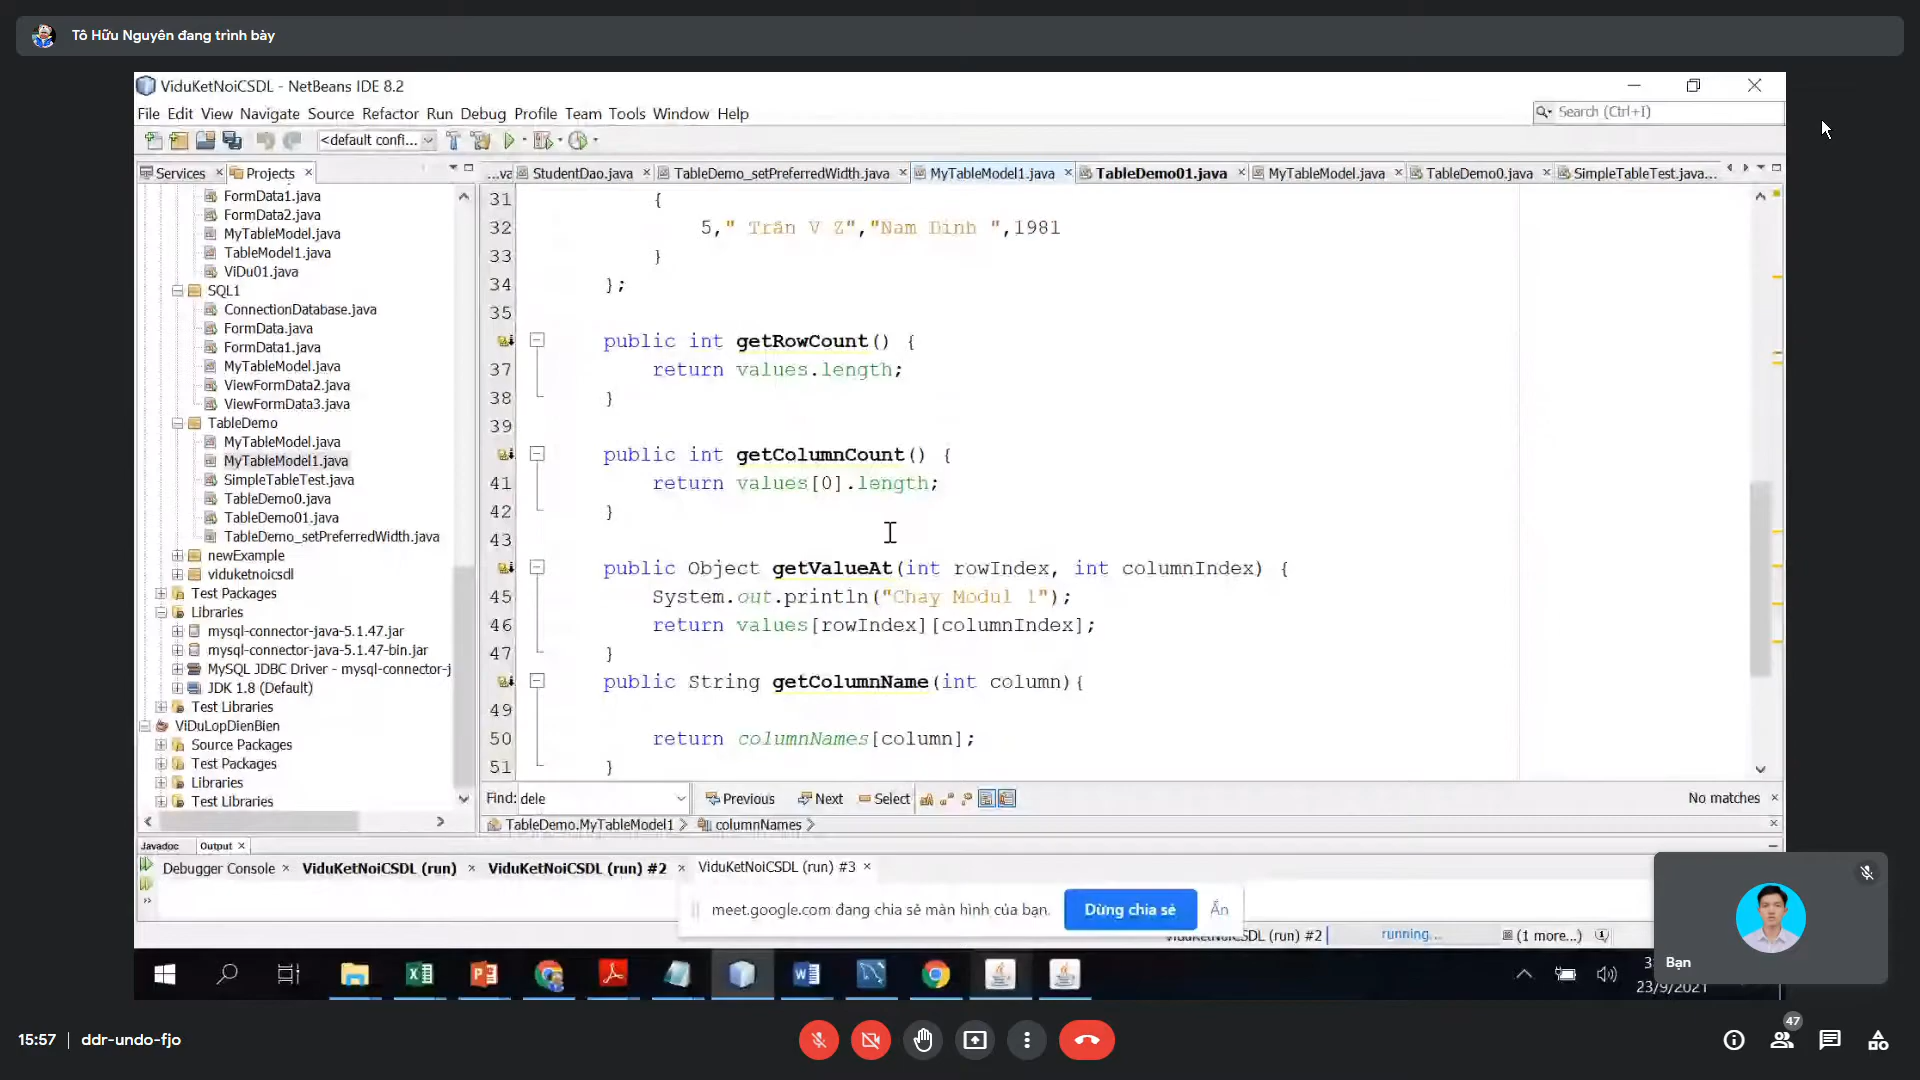 Tô Hữu Nguyên đang trình bày
ViduKetNoiCSDL - NetBeans IDE 8.2
File Edit View Navigate Source Refactor Run Debug Profile Team Tools Window Help
Search (Ctrl+I)
<default confi...
Services Projects
...va StudentDao.java TableDemo_setPreferredWidth.java MyTableModel1.java TableDemo01.java MyTableModel.java TableDemo0.java SimpleTableTest.java...
FormData1.java
FormData2.java
MyTableModel.java
TableModel1.java
ViDu01.java
SQL1
ConnectionDatabase.java
FormData.java
FormData1.java
MyTableModel.java
ViewFormData2.java
ViewFormData3.java
TableDemo
MyTableModel.java
MyTableModel1.java
SimpleTableTest.java
TableDemo0.java
TableDemo01.java
TableDemo_setPreferredWidth.java
newExample
viduketnoicsdl
Test Packages
Libraries
mysql-connector-java-5.1.47.jar
mysql-connector-java-5.1.47-bin.jar
MySQL JDBC Driver - mysql-connector-j
JDK 1.8 (Default)
Test Libraries
ViDuLopDienBien
Source Packages
Test Packages
Libraries
Test Libraries
31 {
32 5," Trần V Z","Nam Dinh ",1981
33 }
34 };
35
public int getRowCount() {
37 return values.length;
38 }
39
public int getColumnCount() {
41 return values[0].length;
42 }
43
public Object getValueAt(int rowIndex, int columnIndex) {
45 System.out.println("Chay Modul 1");
46 return values[rowIndex][columnIndex];
47 }
public String getColumnName(int column){
49
50 return columnNames[column];
51 }
Find: dele Previous Next Select No matches
TableDemo.MyTableModel1 columnNames
Javadoc Output
Debugger Console ViduKetNoiCSDL (run) ViduKetNoiCSDL (run) #2 ViduKetNoiCSDL (run) #3
meet.google.com đang chia sẻ màn hình của bạn. Dừng chia sẻ Ẩn
ViduKetNoiCSDL (run) #2 running... (1 more...)
23/9/2021
Bạn
15:57 ddr-undo-fjo
47